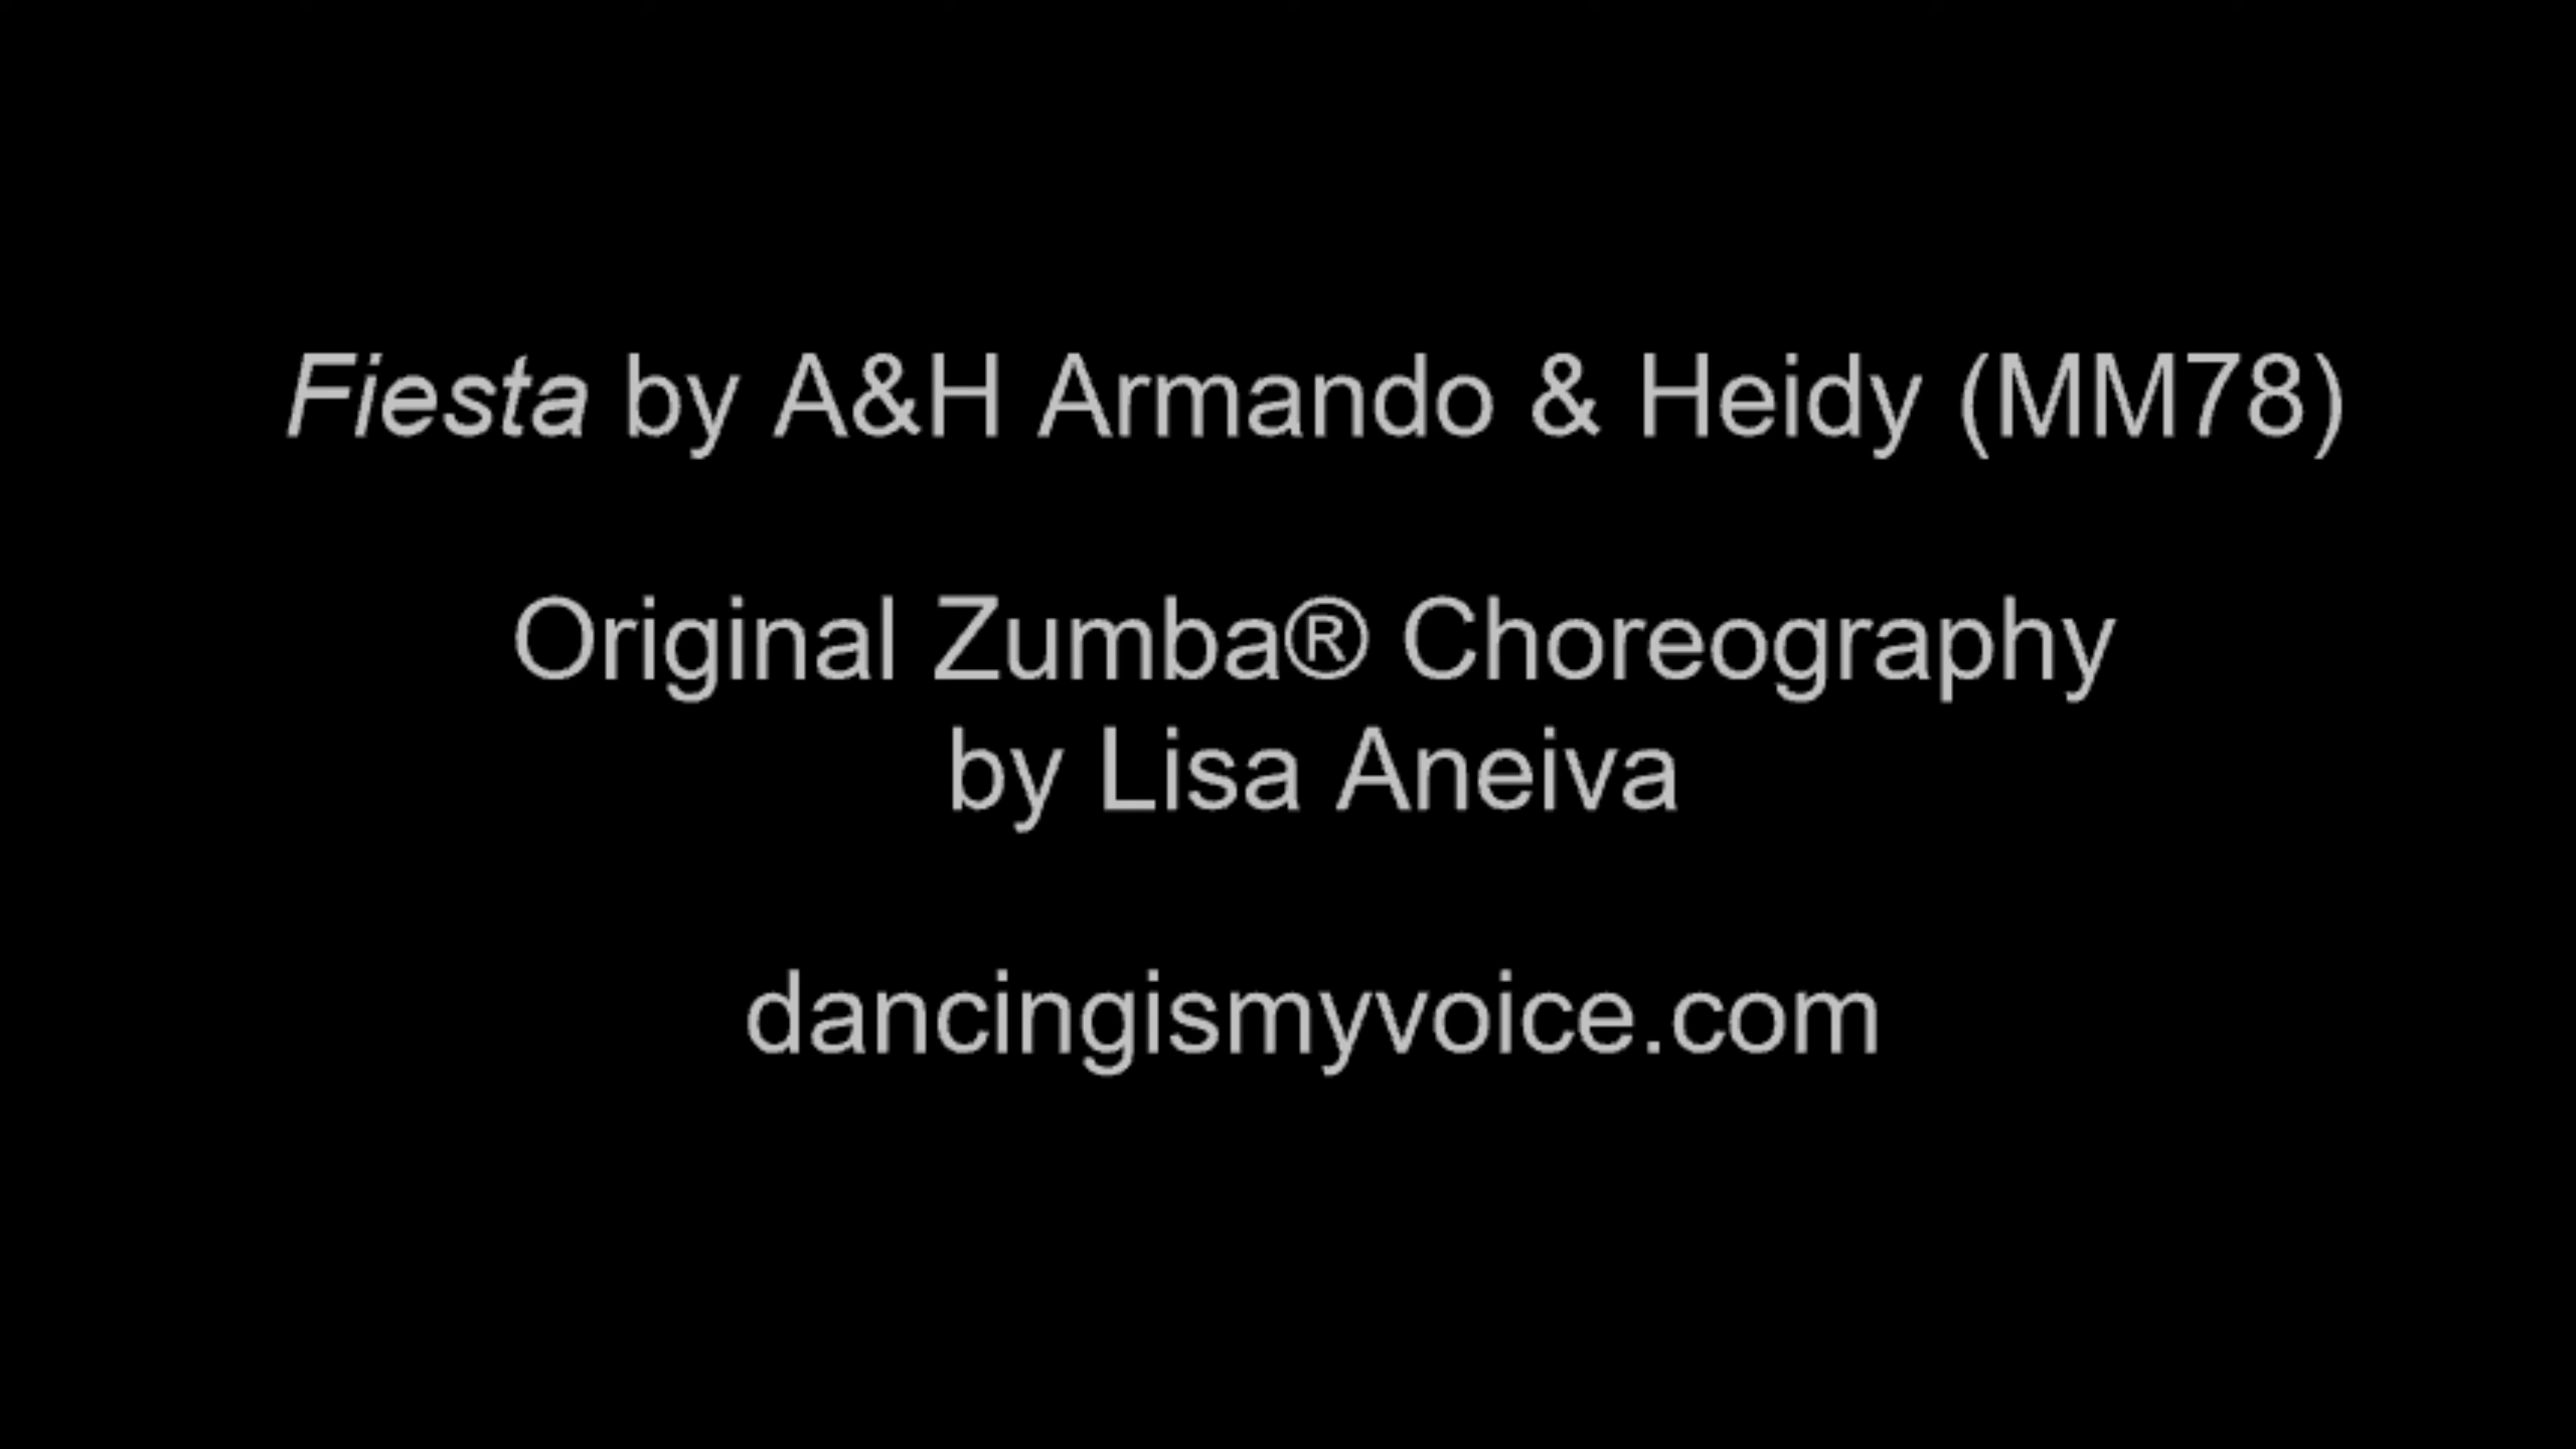 Fiesta by A&H Armando & Heidy (MM78)
Original Zumba® Choreography
by Lisa Aneiva
dancingismyvoice.com